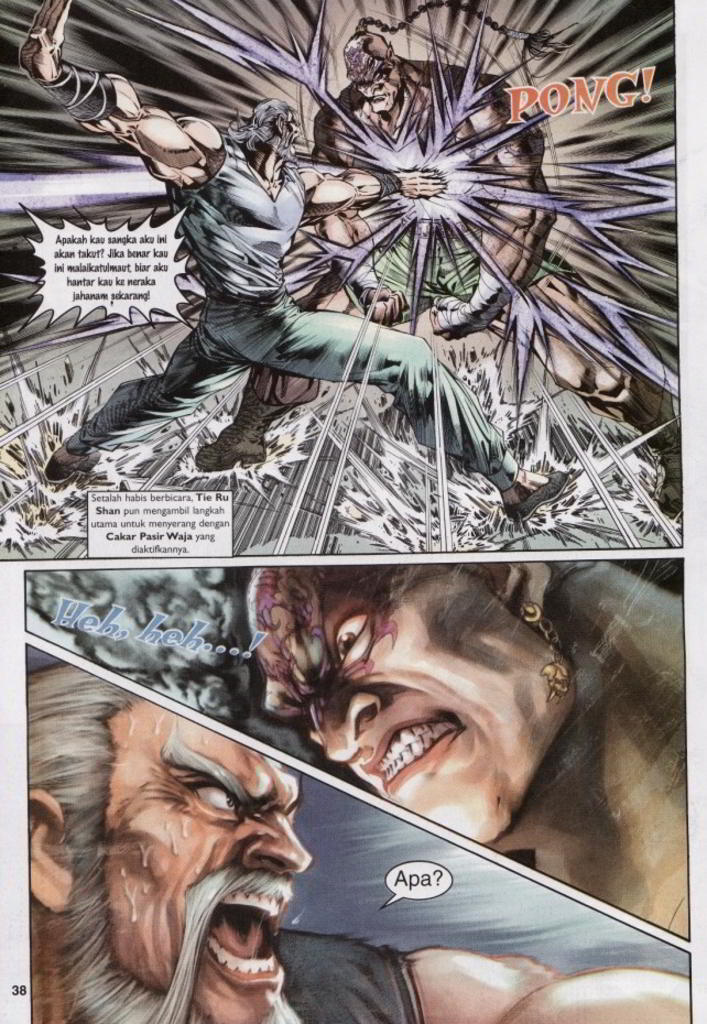 PONG!
Apakah kau sangka aku ini
akan takut? Jika benar kau
ini malaikatulmaut, biar aku
hantar kau ke neraka
jahanam sekarang!
Setelah habis berbicara, Tie Ru
Shan pun mengambil langkah
utama untuk menyerang dengan
Cakar Pasir Waja yang
diaktifkannya.
Heh, heh....!
Apa?
38